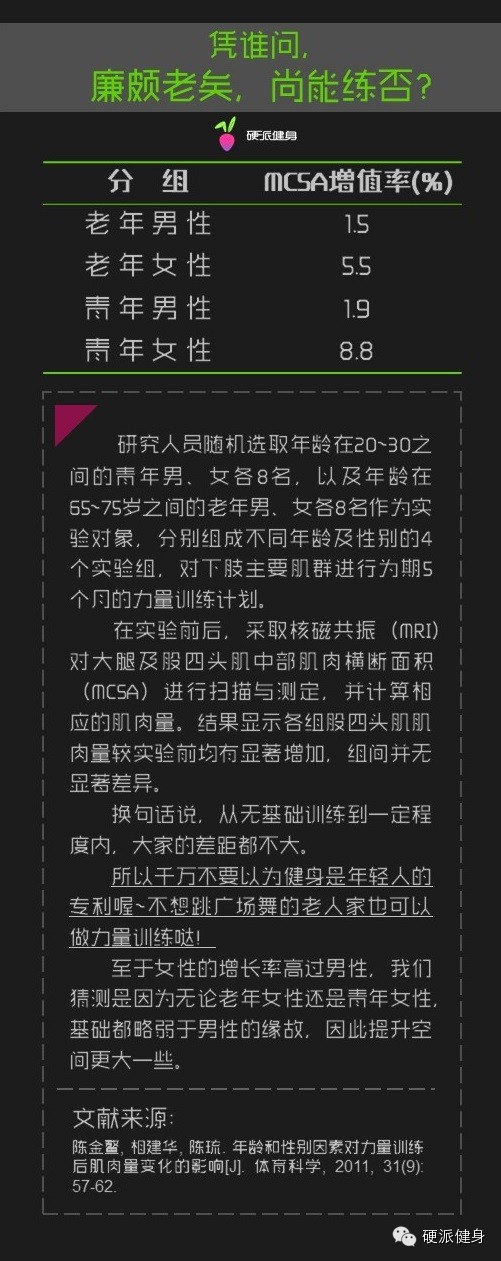 凭谁问，
廉颇老矣，尚能练否？
硬派健身
分 组 MCSA增值率(%)
老年男性 1.5
老年女性 5.5
青年男性 1.9
青年女性 8.8
研究人员随机选取年龄在20~30之
间的青年男、女各8名，以及年龄在
65~75岁之间的老年男、女各8名作为实
验对象，分别组成不同年龄及性别的4
个实验组，对下肢主要肌群进行为期5
个月的力量训练计划。
在实验前后，采取核磁共振（MRI）
对大腿及股四头肌中部肌肉横断面积
（MCSA）进行扫描与测定，并计算相
应的肌肉量。结果显示各组股四头肌肌
肉量较实验前均有显著增加，组间并无
显著差异。
换句话说，从无基础训练到一定程
度内，大家的差距都不大。
所以千万不要以为健身是年轻人的
专利喔~不想跳广场舞的老人家也可以
做力量训练哒！
至于女性的增长率高过男性，我们
猜测是因为无论老年女性还是青年女性，
基础都略弱于男性的缘故，因此提升空
间更大一些。
文献来源：
陈金鳌, 相建华, 陈琉. 年龄和性别因素对力量训练
后肌肉量变化的影响[J]. 体育科学, 2011, 31(9):
57-62.
硬派健身